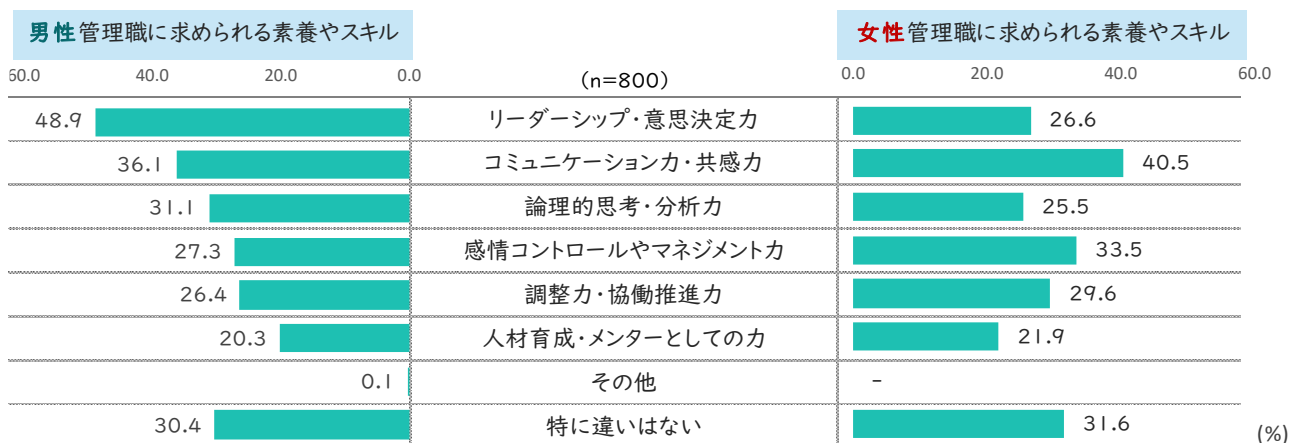 男性管理職に求められる素養やスキル 女性管理職に求められる素養やスキル
60.0 40.0 20.0 0.0 (n=800) 0.0 20.0 40.0 60.0
48.9 リーダーシップ・意思決定力 26.6
36.1 コミュニケーション力・共感力 40.5
31.1 論理的思考・分析力 25.5
27.3 感情コントロールやマネジメント力 33.5
26.4 調整力・協働推進力 29.6
20.3 人材育成・メンターとしての力 21.9
0.1 その他 -
30.4 特に違いはない 31.6
(%)